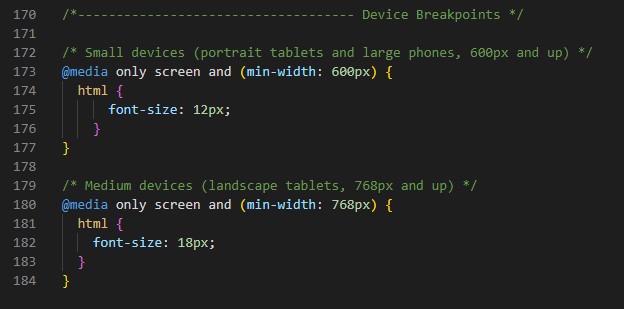 170 /*------------------------------------ Device Breakpoints */
171
172 /* Small devices (portrait tablets and large phones, 600px and up) */
173 @media only screen and (min-width: 600px) {
174   html {
175       font-size: 12px;
176     }
177 }
178
179 /* Medium devices (landscape tablets, 768px and up) */
180 @media only screen and (min-width: 768px) {
181   html {
182     font-size: 18px;
183   }
184 }